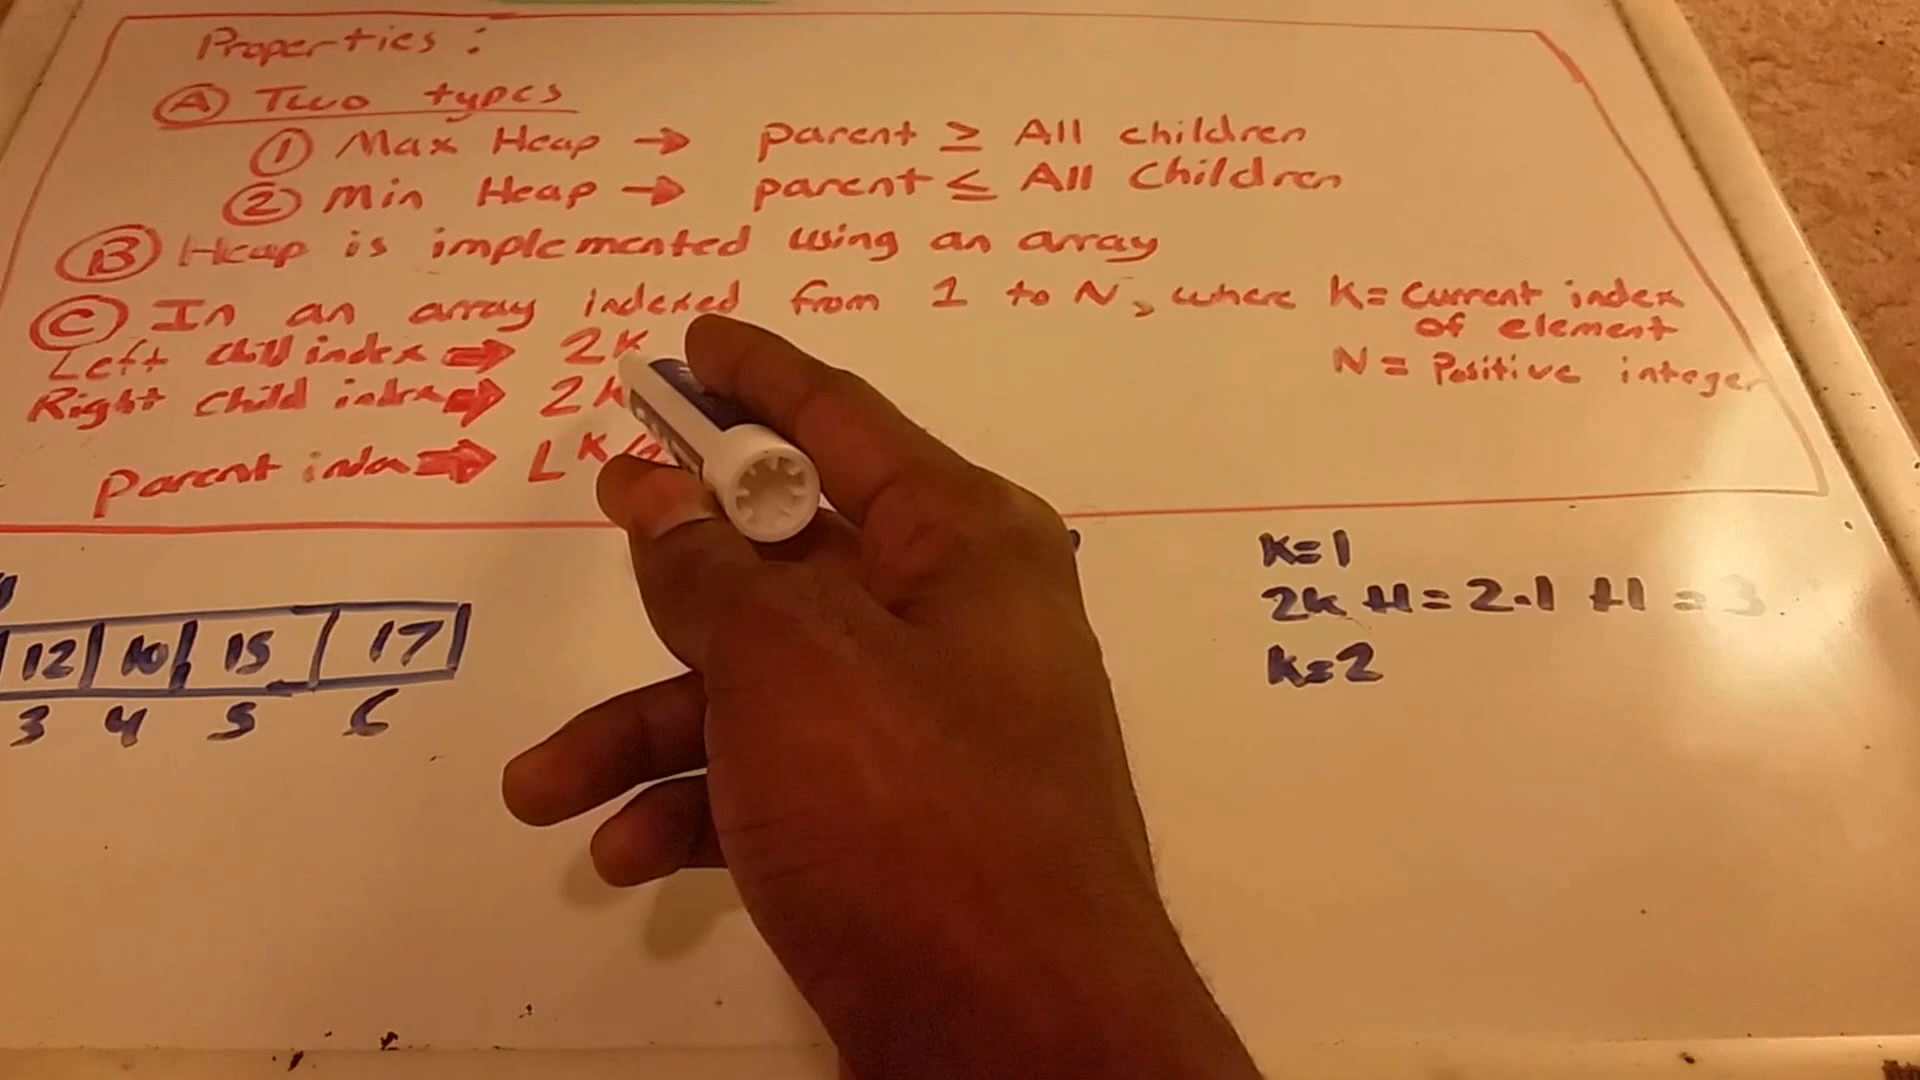 Properties:
A Two types
1 Max Heap → parent ≥ All children
2 Min Heap → parent ≤ All Children
B Heap is implemented using an array
C In an array indexed from 1 to N, where K = Current index of element
N = Positive integer
Left child index ⇒ 2K
Right child index ⇒ 2K
Parent index ⇒ ⌊K/2
K=1
2K+1=2.1+1=3
K=2
12 10 15 17
3 4 5 6